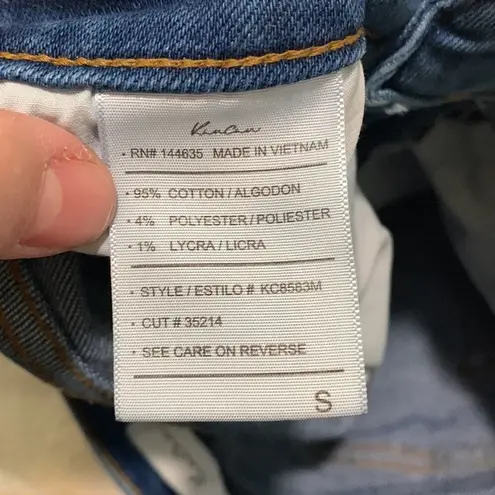 KanCan
• RN# 144635 MADE IN VIETNAM
• 95% COTTON / ALGODON
• 4% POLYESTER / POLIESTER
• 1% LYCRA / LICRA
• STYLE / ESTILO # KC8583M
• CUT # 35214
• SEE CARE ON REVERSE
S